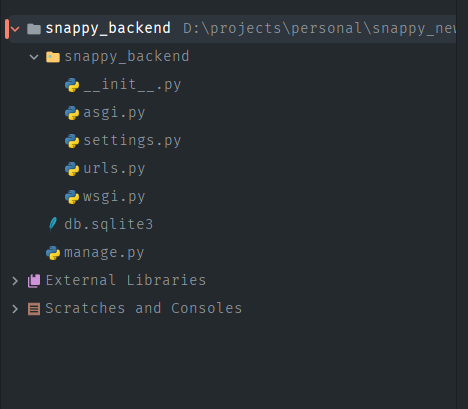 snappy_backend D:\projects\personal\snappy_new
snappy_backend
__init__.py
asgi.py
settings.py
urls.py
wsgi.py
db.sqlite3
manage.py
External Libraries
Scratches and Consoles